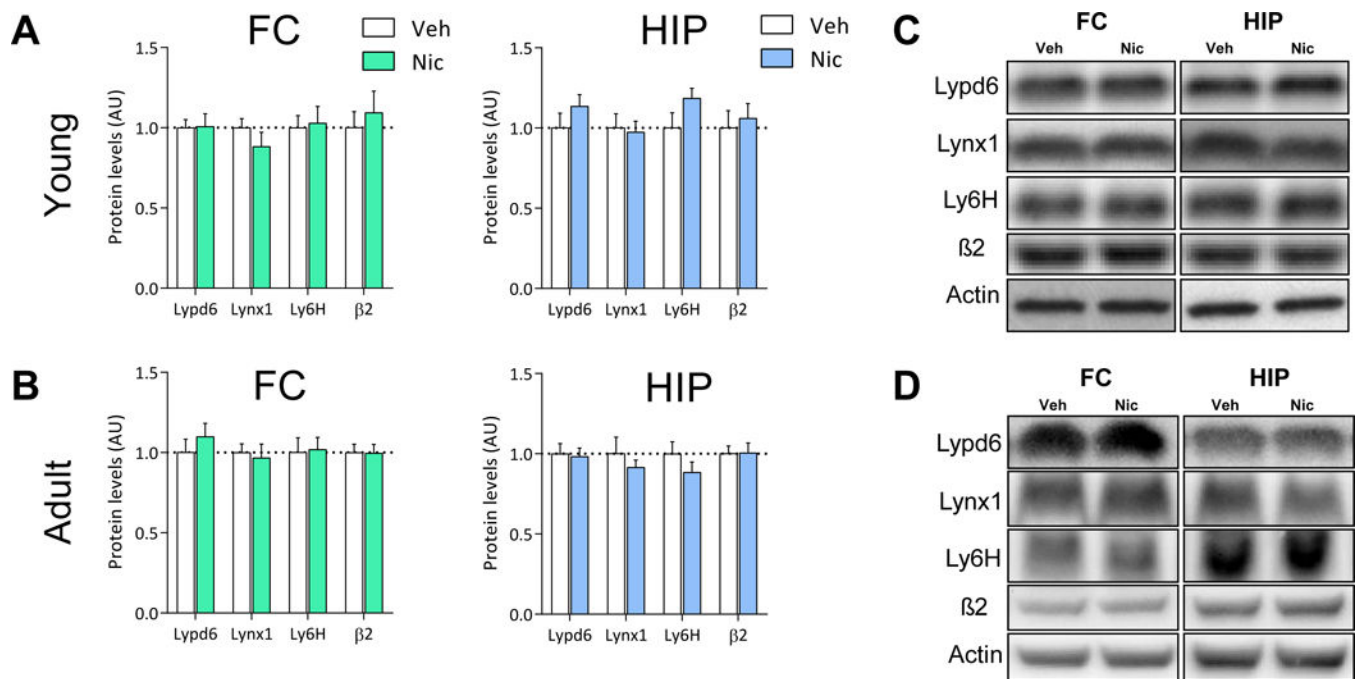 A
Young
FC
Veh
Nic
Protein levels (AU)
1.5
1.0
0.5
0.0
Lypd6 Lynx1 Ly6H β2
HIP
Veh
Nic
Protein levels (AU)
1.5
1.0
0.5
0.0
Lypd6 Lynx1 Ly6H β2
B
Adult
FC
Protein levels (AU)
1.5
1.0
0.5
0.0
Lypd6 Lynx1 Ly6H β2
HIP
Protein levels (AU)
1.5
1.0
0.5
0.0
Lypd6 Lynx1 Ly6H β2
C
FC HIP
Veh Nic Veh Nic
Lypd6
Lynx1
Ly6H
ß2
Actin
D
FC HIP
Veh Nic Veh Nic
Lypd6
Lynx1
Ly6H
ß2
Actin